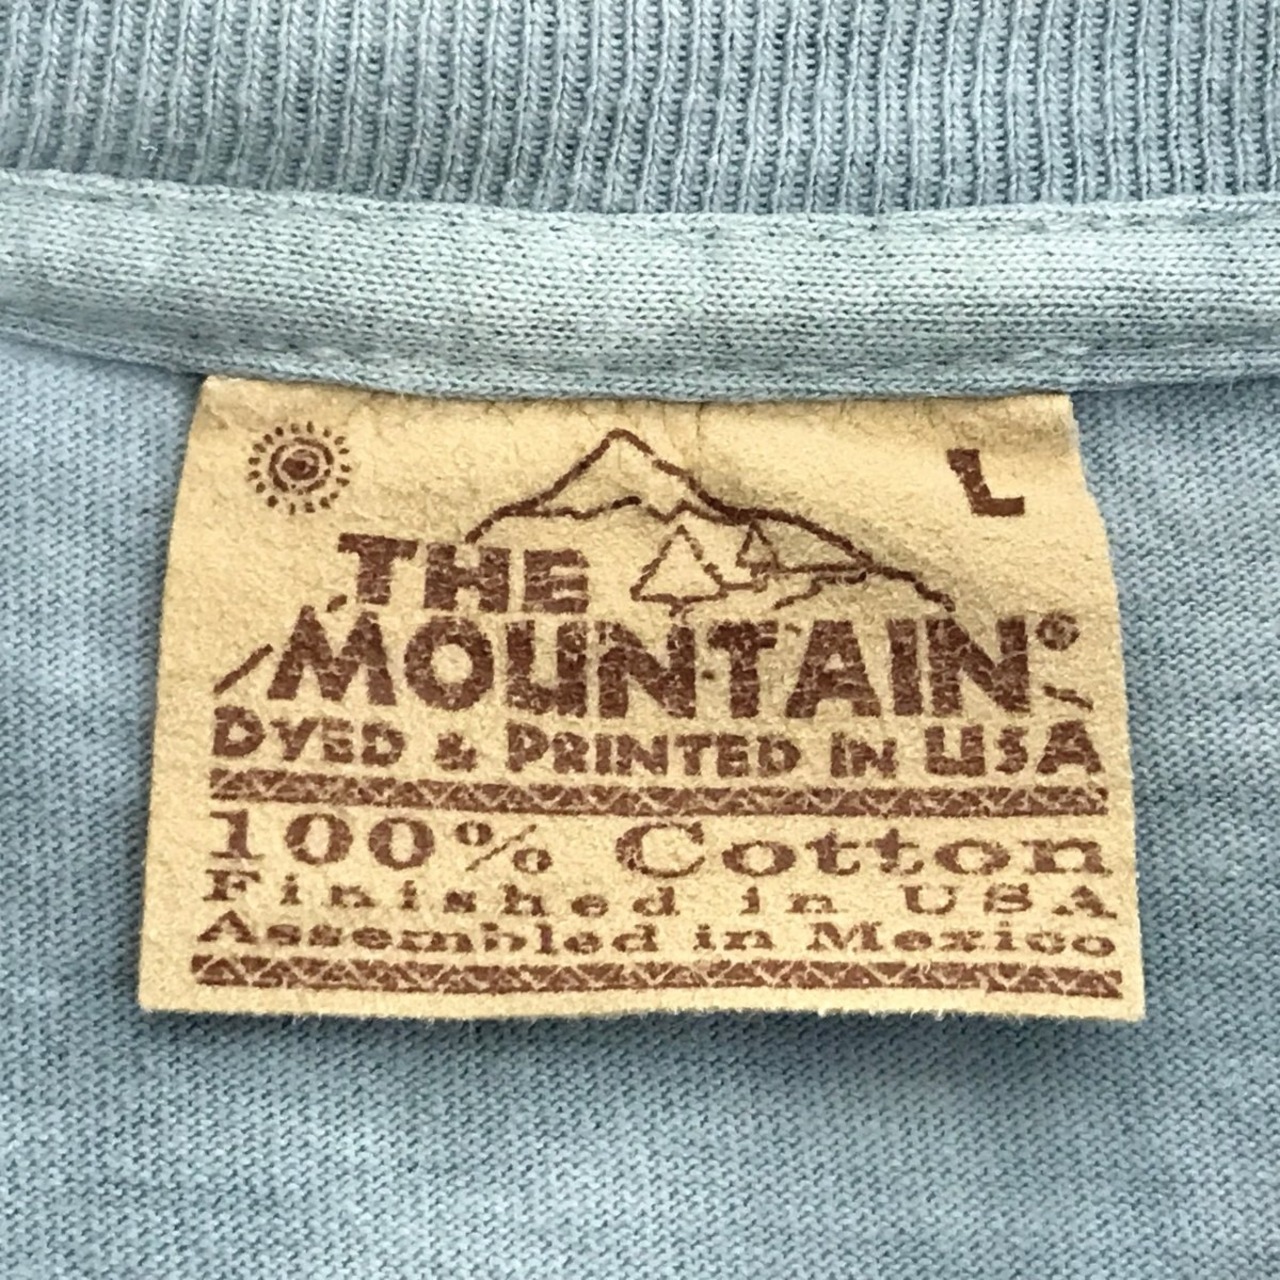 L
THE
MOUNTAIN®
DYED & PRINTED IN USA
100% Cotton
Finished in USA
Assembled in Mexico